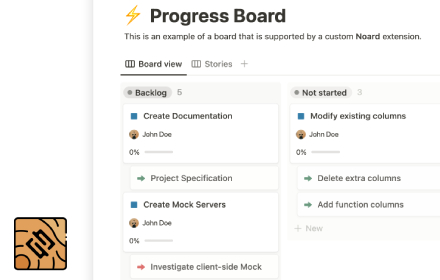 Progress Board
This is an example of a board that is supported by a custom Noard extension.
Board view
Stories
Backlog 5
Not started 3
Create Documentation
John Doe
0%
Project Specification
Create Mock Servers
John Doe
0%
Investigate client-side Mock
Modify existing columns
John Doe
0%
Delete extra columns
Add function columns
+ New